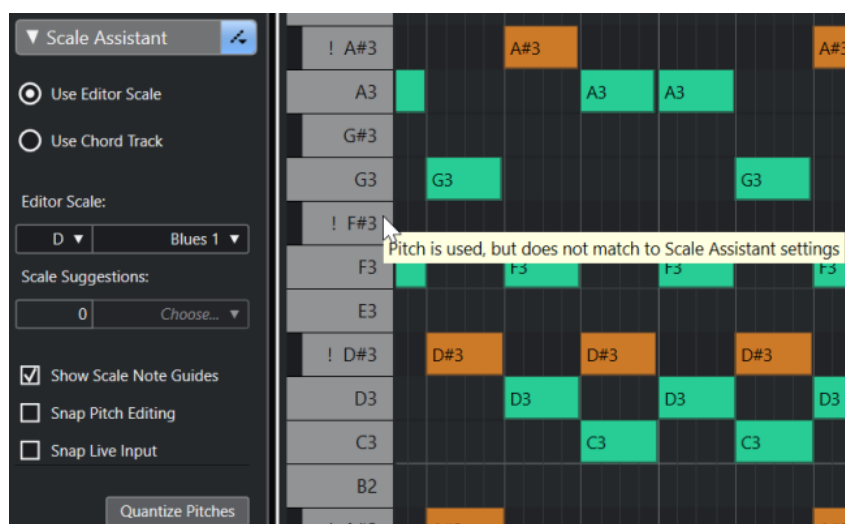 ▼ Scale Assistant
Use Editor Scale
Use Chord Track
Editor Scale:
D ▼ Blues 1 ▼
Scale Suggestions:
0 Choose... ▼
Show Scale Note Guides
Snap Pitch Editing
Snap Live Input
Quantize Pitches
! A#3 A#3 A#3
A3 A3 A3
G#3
G3 G3 G3
! F#3
Pitch is used, but does not match to Scale Assistant settings
F3 F3 F3 F3
E3
! D#3 D#3 D#3 D#3
D3 D3 D3 D3
C3 C3 C3
B2